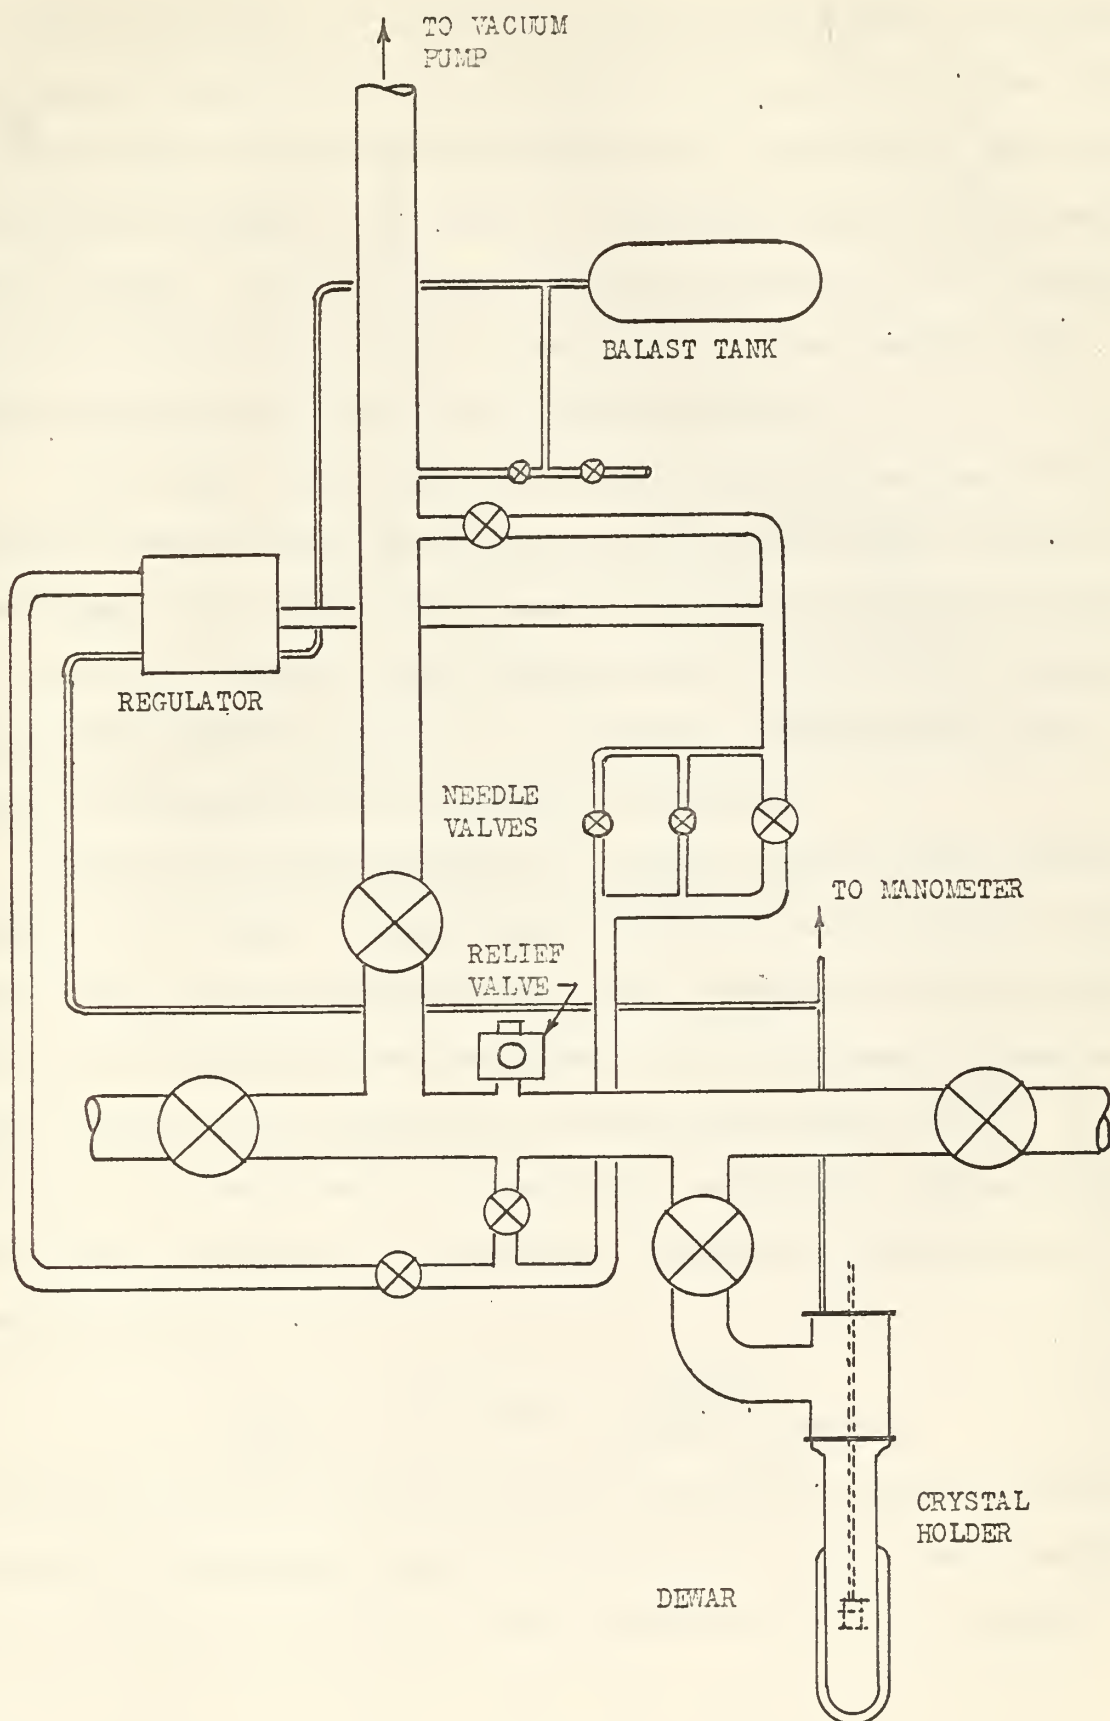 TO VACUUM
PUMP
BALAST TANK
REGULATOR
NEEDLE
VALVES
TO MANOMETER
RELIEF
VALVE
CRYSTAL
HOLDER
DEWAR